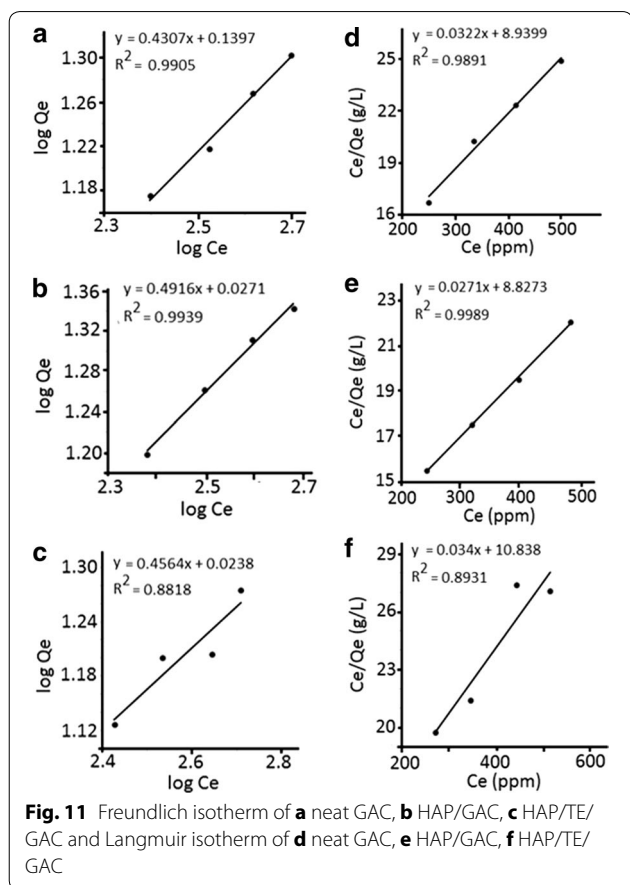 a
y = 0.4307x + 0.1397
R² = 0.9905
log Qe
1.30
1.26
1.22
1.18
2.3
2.5
2.7
log Ce
d
y = 0.0322x + 8.9399
R² = 0.9891
Ce/Qe (g/L)
25
22
19
16
200
300
400
500
Ce (ppm)
b
y = 0.4916x + 0.0271
R² = 0.9939
log Qe
1.36
1.32
1.28
1.24
1.20
2.3
2.5
2.7
log Ce
e
y = 0.0271x + 8.8273
R² = 0.9989
Ce/Qe (g/L)
23
21
19
17
15
200
300
400
500
Ce (ppm)
c
y = 0.4564x + 0.0238
R² = 0.8818
log Qe
1.30
1.24
1.18
1.12
2.4
2.6
2.8
log Ce
f
y = 0.034x + 10.838
R² = 0.8931
Ce/Qe (g/L)
29
26
23
20
200
400
600
Ce (ppm)
Fig. 11 Freundlich isotherm of a neat GAC, b HAP/GAC, c HAP/TE/
GAC and Langmuir isotherm of d neat GAC, e HAP/GAC, f HAP/TE/
GAC